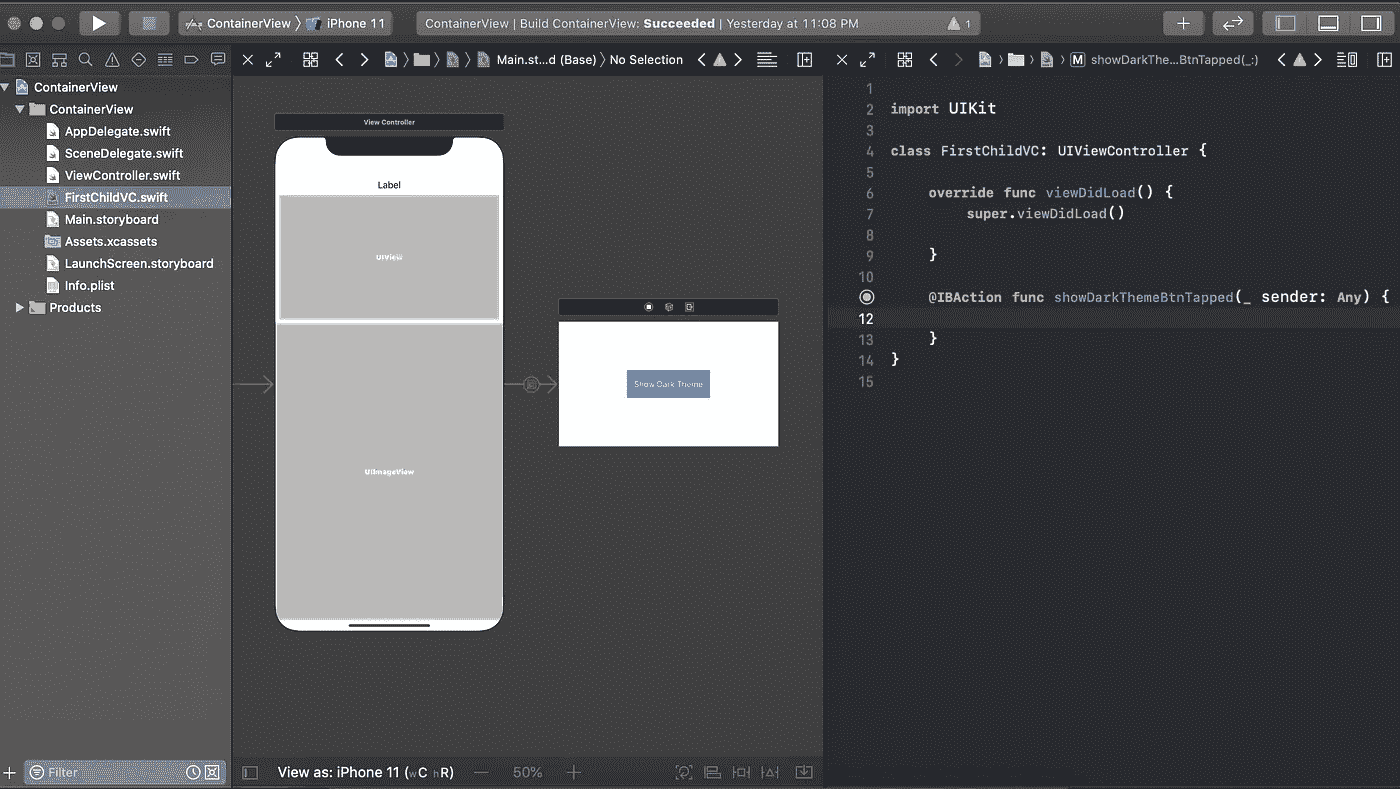 ContainerView 〉 iPhone 11
ContainerView | Build ContainerView: Succeeded | Yesterday at 11:08 PM
1
Main.st...d (Base) 〉 No Selection
M showDarkThe...BtnTapped(_:)
ContainerView
ContainerView
AppDelegate.swift
SceneDelegate.swift
ViewController.swift
FirstChildVC.swift
Main.storyboard
Assets.xcassets
LaunchScreen.storyboard
Info.plist
Products
Filter
View Controller
Label
UIView
UIImageView
Show Dark Theme
View as: iPhone 11 (wC hR)
50%
1
2 import UIKit
3
4 class FirstChildVC: UIViewController {
5
6 override func viewDidLoad() {
7 super.viewDidLoad()
8
9 }
10
@IBAction func showDarkThemeBtnTapped(_ sender: Any) {
12
13 }
14 }
15